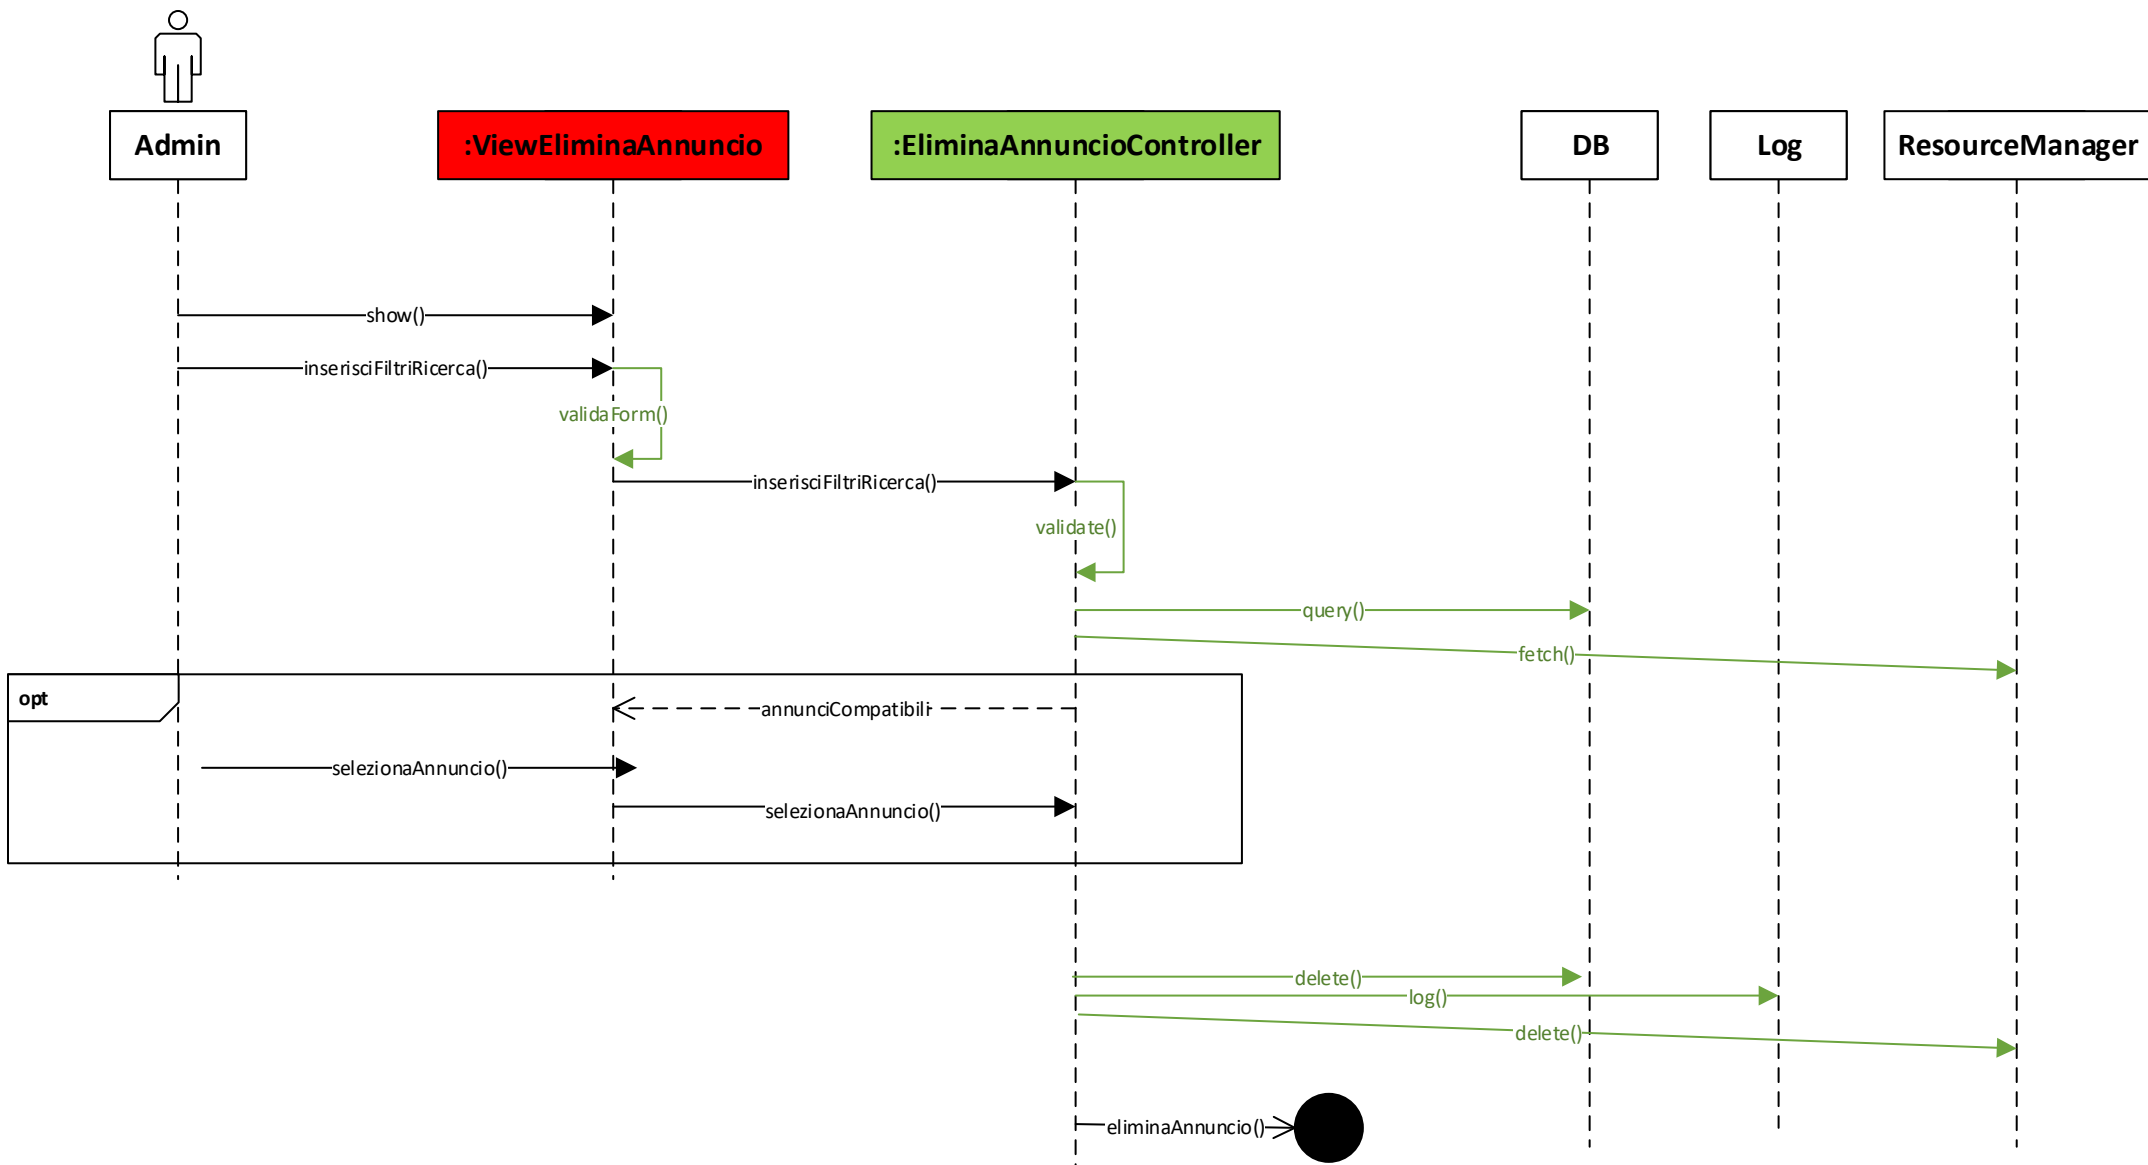 Admin
:ViewEliminaAnnuncio
:EliminaAnnuncioController
DB
Log
ResourceManager
show()
inserisciFiltriRicerca()
validaForm()
inserisciFiltriRicerca()
validate()
query()
fetch()
opt
annunciCompatibili
selezionaAnnuncio()
selezionaAnnuncio()
delete()
log()
delete()
eliminaAnnuncio()